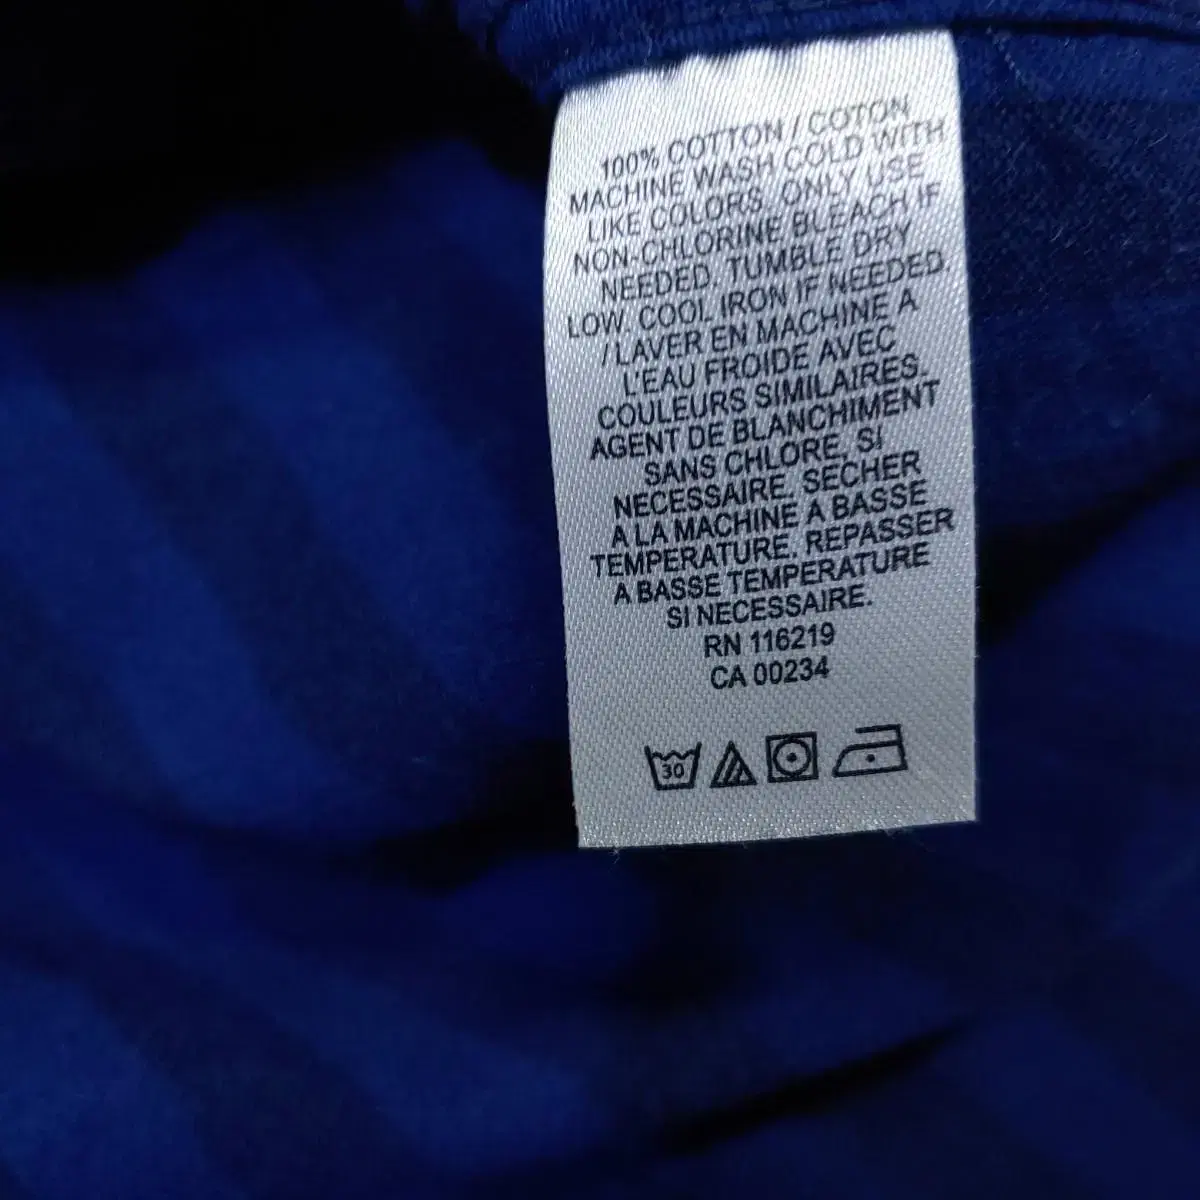 100% COTTON / COTON
MACHINE WASH COLD WITH
LIKE COLORS. ONLY USE
NON-CHLORINE BLEACH IF
NEEDED. TUMBLE DRY
LOW. COOL IRON IF NEEDED.
/ LAVER EN MACHINE A
L'EAU FROIDE AVEC
COULEURS SIMILAIRES.
AGENT DE BLANCHIMENT
SANS CHLORE, SI
NECESSAIRE. SECHER
A LA MACHINE A BASSE
TEMPERATURE. REPASSER
A BASSE TEMPERATURE
SI NECESSAIRE.
RN 116219
CA 00234
30